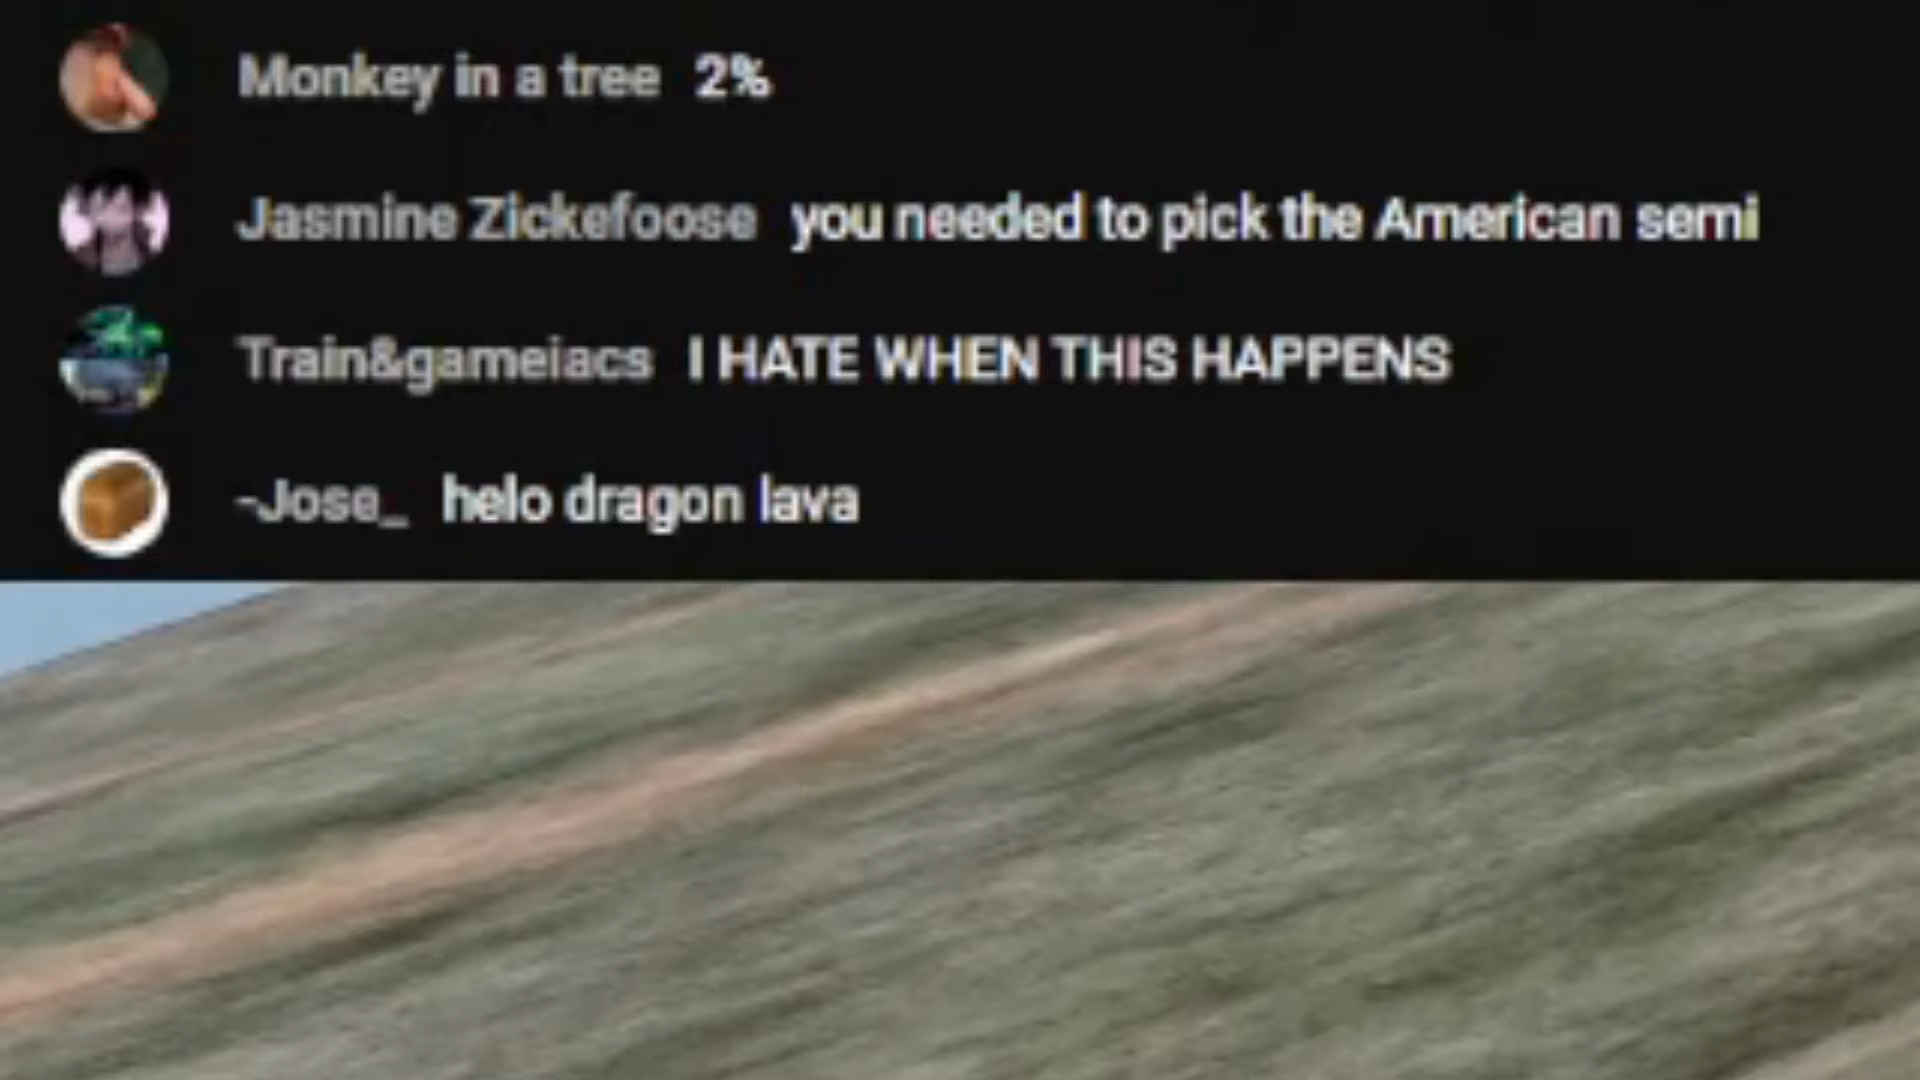 Monkey in a tree 2%
Jasmine Zickefoose you needed to pick the American semi
Train&gameiacs I HATE WHEN THIS HAPPENS
-Jose_ helo dragon lava